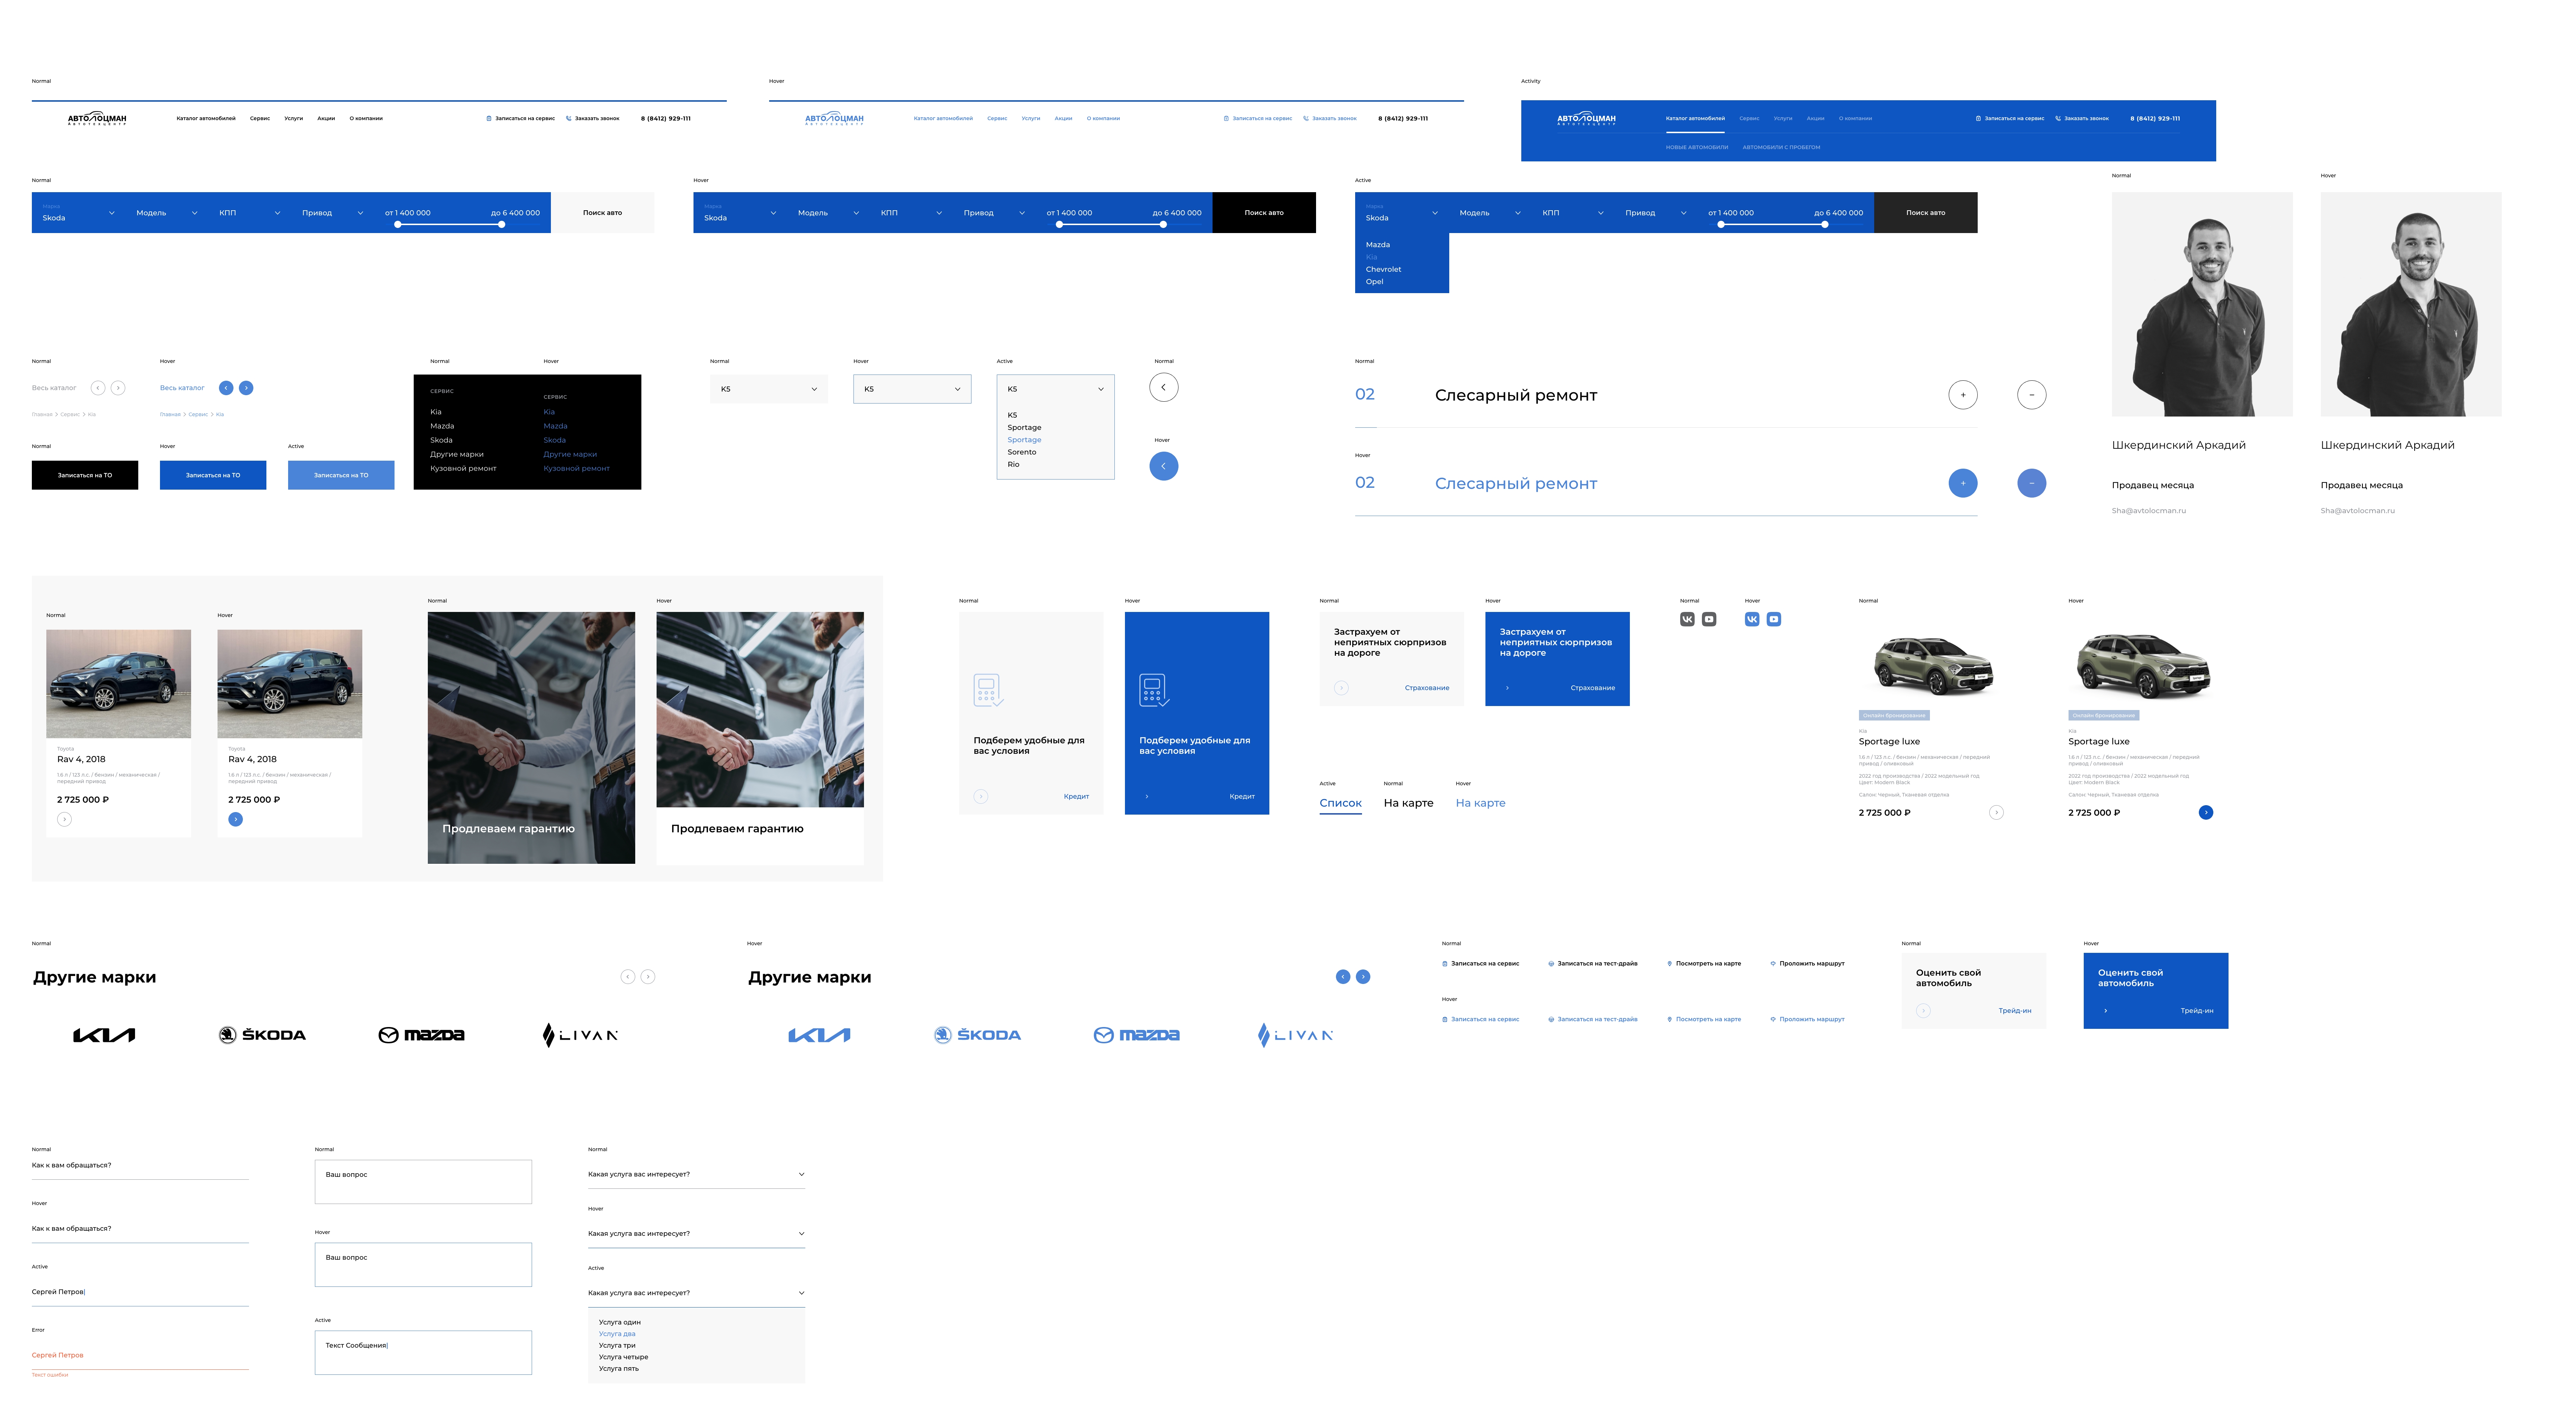 Normal
Hover
Activity
АВТОЛОЦМАН
Автотехцентр
Каталог автомобилей
Сервис
Услуги
Акции
О компании
Записаться на сервис
Заказать звонок
8 (8412) 929-111
АВТОЛОЦМАН
Автотехцентр
Каталог автомобилей
Сервис
Услуги
Акции
О компании
Записаться на сервис
Заказать звонок
8 (8412) 929-111
АВТОЛОЦМАН
Автотехцентр
Каталог автомобилей
Сервис
Услуги
Акции
О компании
Записаться на сервис
Заказать звонок
8 (8412) 929-111
НОВЫЕ АВТОМОБИЛИ
АВТОМОБИЛИ С ПРОБЕГОМ
Normal
Марка
Skoda
Модель
КПП
Привод
от 1 400 000
до 6 400 000
Поиск авто
Hover
Марка
Skoda
Модель
КПП
Привод
от 1 400 000
до 6 400 000
Поиск авто
Active
Марка
Skoda
Модель
КПП
Привод
от 1 400 000
до 6 400 000
Поиск авто
Mazda
Kia
Chevrolet
Opel
Normal
Шкердинский Аркадий
Продавец месяца
Sha@avtolocman.ru
Hover
Шкердинский Аркадий
Продавец месяца
Sha@avtolocman.ru
Normal
Весь каталог
Главная > Сервис > Kia
Hover
Весь каталог
Главная > Сервис > Kia
Normal
Записаться на ТО
Hover
Записаться на ТО
Active
Записаться на ТО
Normal
СЕРВИС
Kia
Mazda
Skoda
Другие марки
Кузовной ремонт
Hover
СЕРВИС
Kia
Mazda
Skoda
Другие марки
Кузовной ремонт
Normal
K5
Hover
K5
Active
K5
K5
Sportage
Sportage
Sorento
Rio
Normal
Hover
Normal
02
Слесарный ремонт
Hover
02
Слесарный ремонт
Normal
Toyota
Rav 4, 2018
1.6 л / 123 л.с. / бензин / механическая /
передний привод
2 725 000 ₽
Hover
Toyota
Rav 4, 2018
1.6 л / 123 л.с. / бензин / механическая /
передний привод
2 725 000 ₽
Normal
Продлеваем гарантию
Hover
Продлеваем гарантию
Normal
Подберем удобные для
вас условия
Кредит
Hover
Подберем удобные для
вас условия
Кредит
Normal
Застрахуем от
неприятных сюрпризов
на дороге
Страхование
Hover
Застрахуем от
неприятных сюрпризов
на дороге
Страхование
Active
Список
Normal
На карте
Hover
На карте
Normal
Hover
Normal
Онлайн бронирование
Kia
Sportage luxe
1.6 л / 123 л.с. / бензин / механическая / передний
привод / оливковый
2022 год производства / 2022 модельный год
Цвет: Modern Black
Салон: Черный, Тканевая отделка
2 725 000 ₽
Hover
Онлайн бронирование
Kia
Sportage luxe
1.6 л / 123 л.с. / бензин / механическая / передний
привод / оливковый
2022 год производства / 2022 модельный год
Цвет: Modern Black
Салон: Черный, Тканевая отделка
2 725 000 ₽
Normal
Другие марки
KIA
ŠKODA
mazda
LIVAN
Hover
Другие марки
KIA
ŠKODA
mazda
LIVAN
Normal
Записаться на сервис
Записаться на тест-драйв
Посмотреть на карте
Проложить маршрут
Hover
Записаться на сервис
Записаться на тест-драйв
Посмотреть на карте
Проложить маршрут
Normal
Оценить свой
автомобиль
Трейд-ин
Hover
Оценить свой
автомобиль
Трейд-ин
Normal
Как к вам обращаться?
Hover
Как к вам обращаться?
Active
Сергей Петров
Error
Сергей Петров
Текст ошибки
Normal
Ваш вопрос
Hover
Ваш вопрос
Active
Текст Сообщения
Normal
Какая услуга вас интересует?
Hover
Какая услуга вас интересует?
Active
Какая услуга вас интересует?
Услуга один
Услуга два
Услуга три
Услуга четыре
Услуга пять